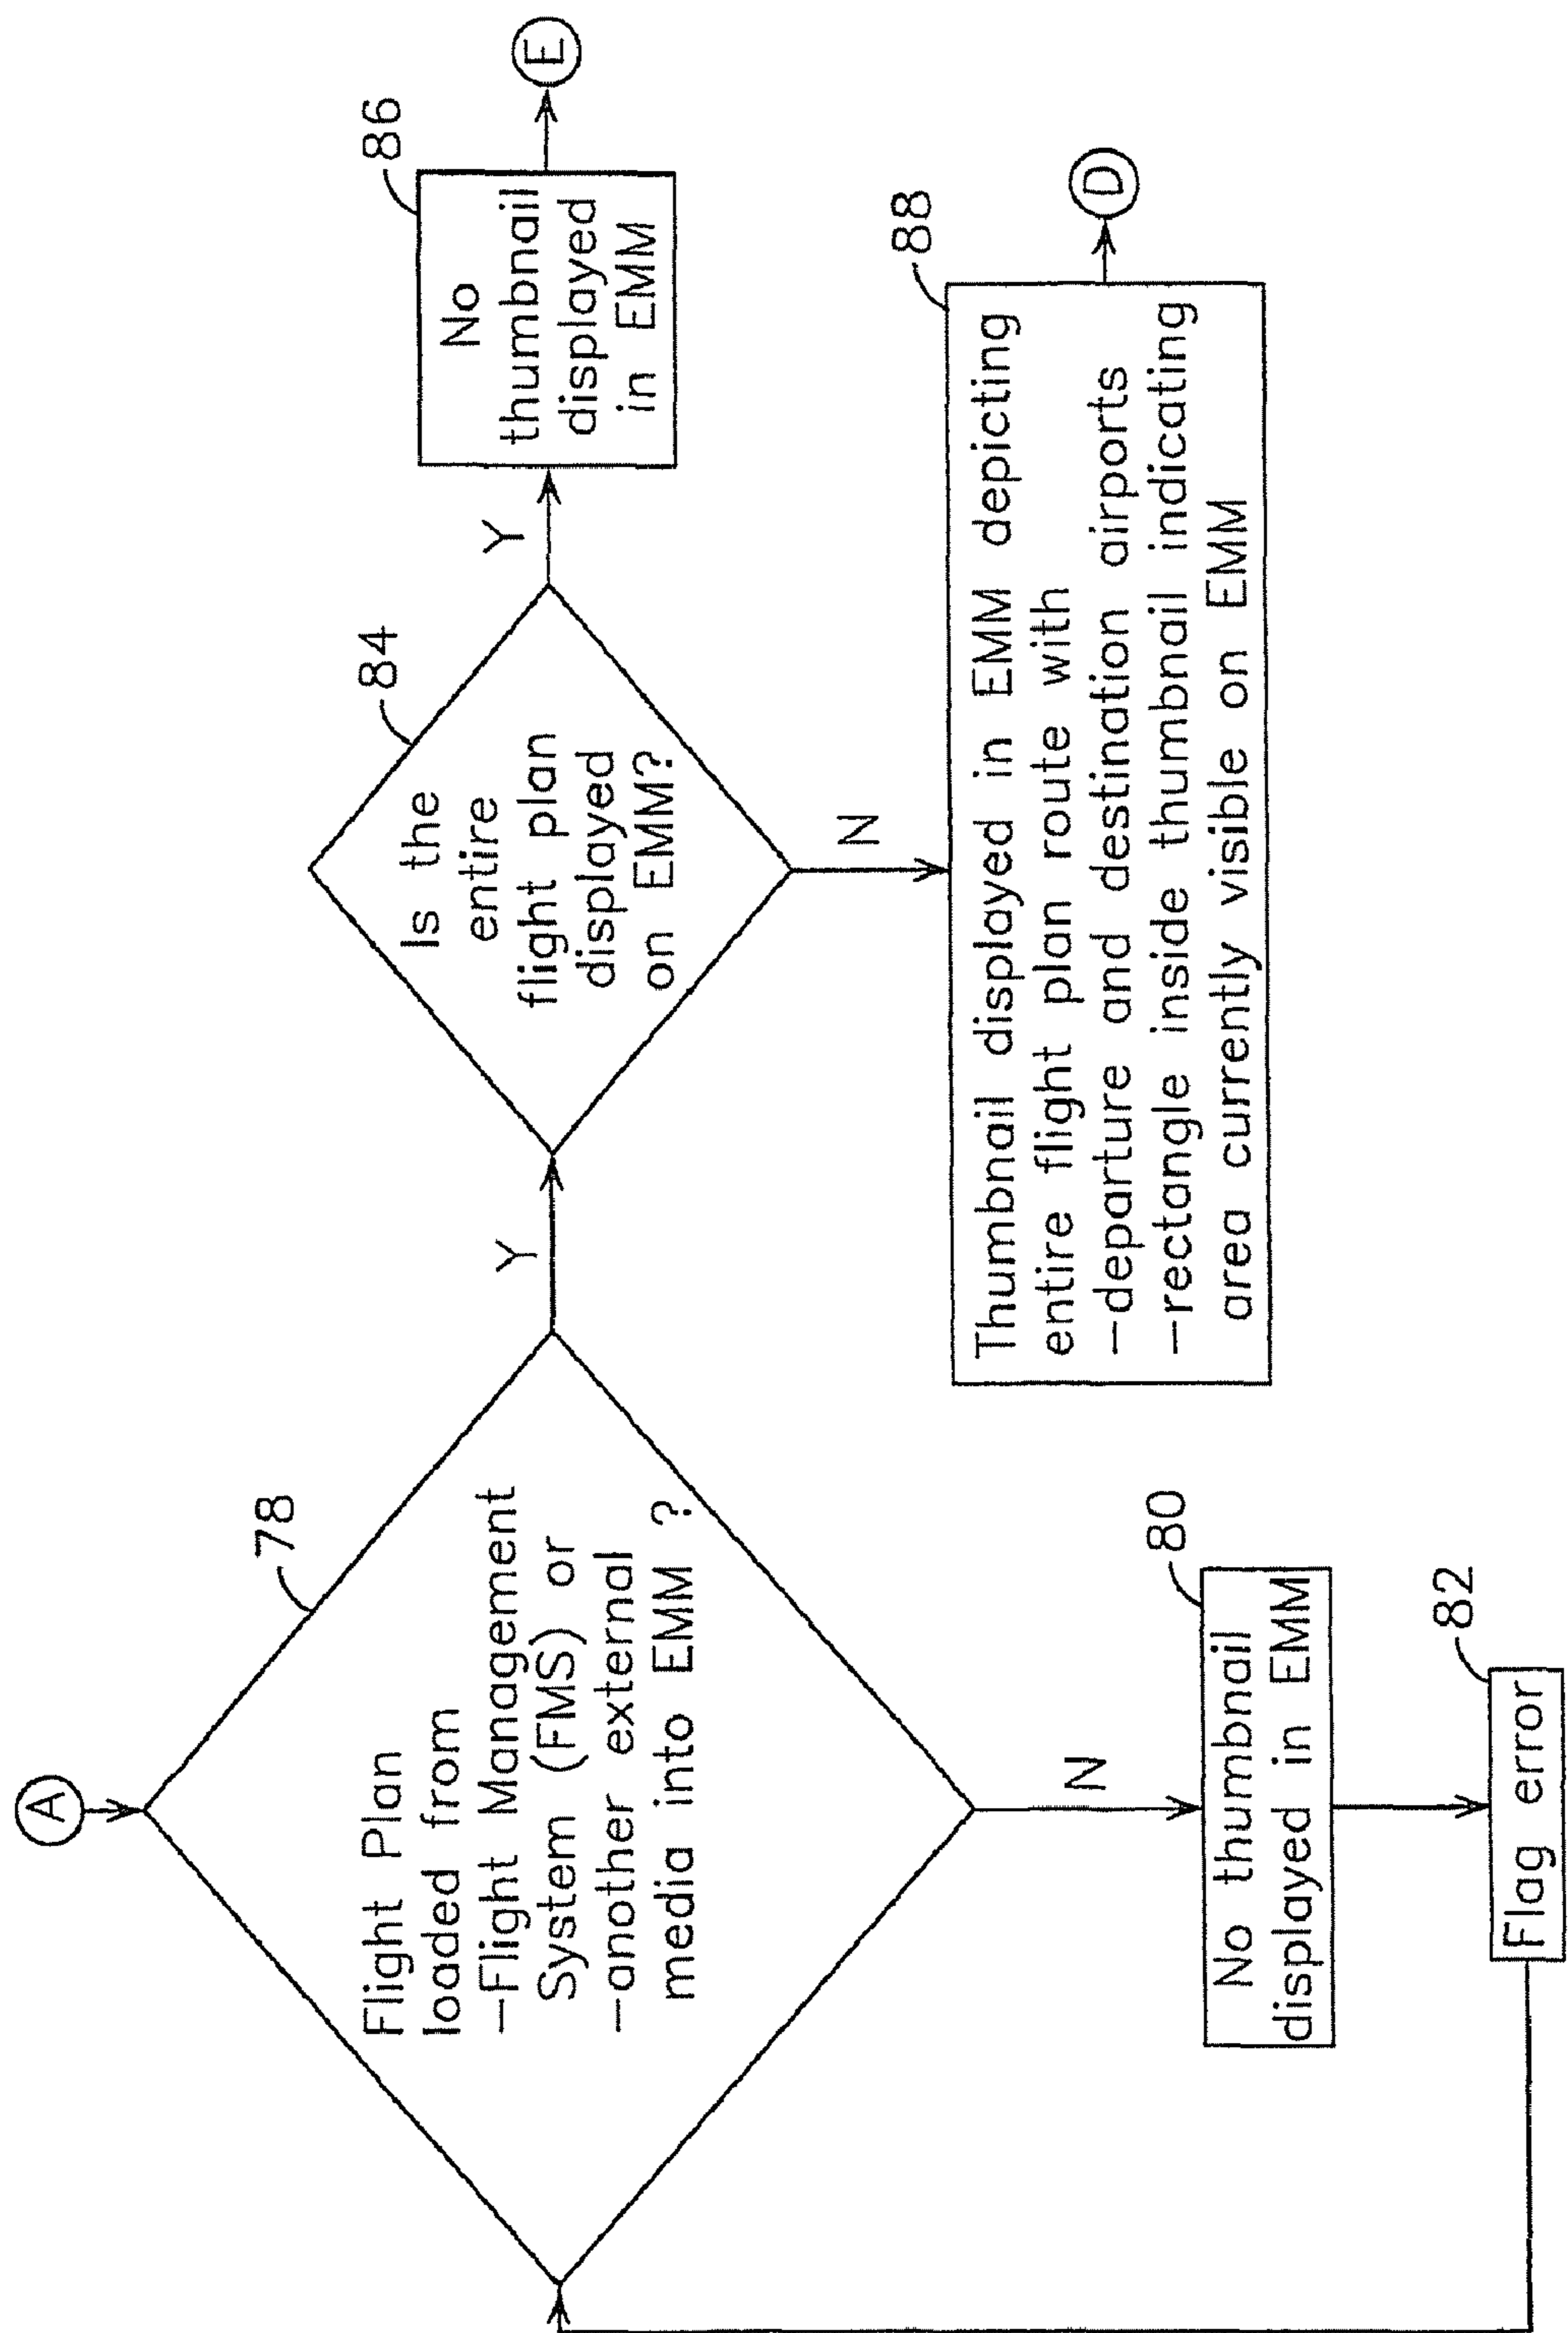 A
78
Flight Plan
loaded from
-Flight Management
System (FMS) or
-another external
media into EMM ?
Y
N
80
No thumbnail
displayed in EMM
82
Flag error
84
Is the
entire
flight plan
displayed
on EMM?
Y
N
86
No
thumbnail
displayed
in EMM
E
88
Thumbnail displayed in EMM depicting
entire flight plan route with
-departure and destination airports
-rectangle inside thumbnail indicating
area currently visible on EMM
D